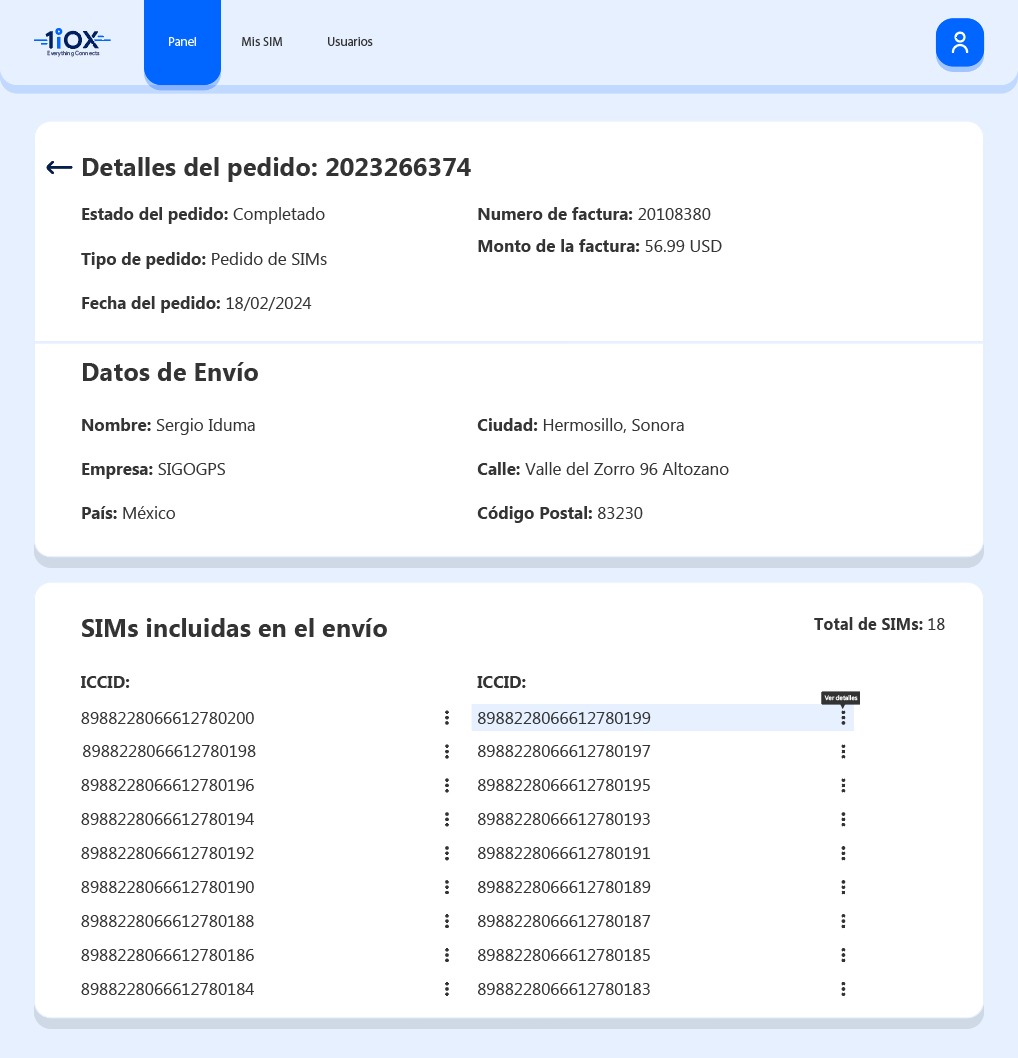 1iOX
Everything Connects
Panel
Mis SIM
Usuarios
Detalles del pedido: 2023266374
Estado del pedido: Completado
Tipo de pedido: Pedido de SIMs
Fecha del pedido: 18/02/2024
Numero de factura: 20108380
Monto de la factura: 56.99 USD
Datos de Envío
Nombre: Sergio Iduma
Empresa: SIGOGPS
País: México
Ciudad: Hermosillo, Sonora
Calle: Valle del Zorro 96 Altozano
Código Postal: 83230
SIMs incluidas en el envío
Total de SIMs: 18
ICCID:
ICCID:
Ver detalles
8988228066612780200
8988228066612780199
8988228066612780198
8988228066612780197
8988228066612780196
8988228066612780195
8988228066612780194
8988228066612780193
8988228066612780192
8988228066612780191
8988228066612780190
8988228066612780189
8988228066612780188
8988228066612780187
8988228066612780186
8988228066612780185
8988228066612780184
8988228066612780183